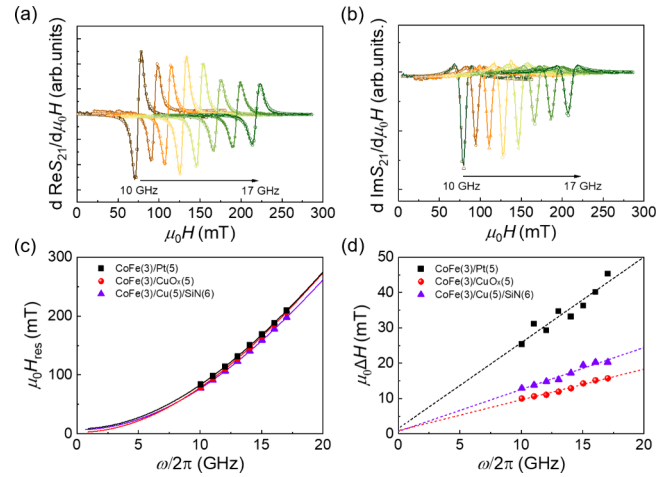 (a)
d ReS21/dμ0H (arb.units)
10 GHz
17 GHz
0 50 100 150 200 250 300
μ0H (mT)
(b)
d ImS21/dμ0H (arb.units.)
10 GHz
17 GHz
0 50 100 150 200 250 300
μ0H (mT)
(c)
CoFe(3)/Pt(5)
CoFe(3)/CuOx(5)
CoFe(3)/Cu(5)/SiN(6)
300
200
100
0
μ0Hres (mT)
0 5 10 15 20
ω/2π (GHz)
(d)
CoFe(3)/Pt(5)
CoFe(3)/CuOx(5)
CoFe(3)/Cu(5)/SiN(6)
50
40
30
20
10
0
μ0ΔH (mT)
0 5 10 15 20
ω/2π (GHz)